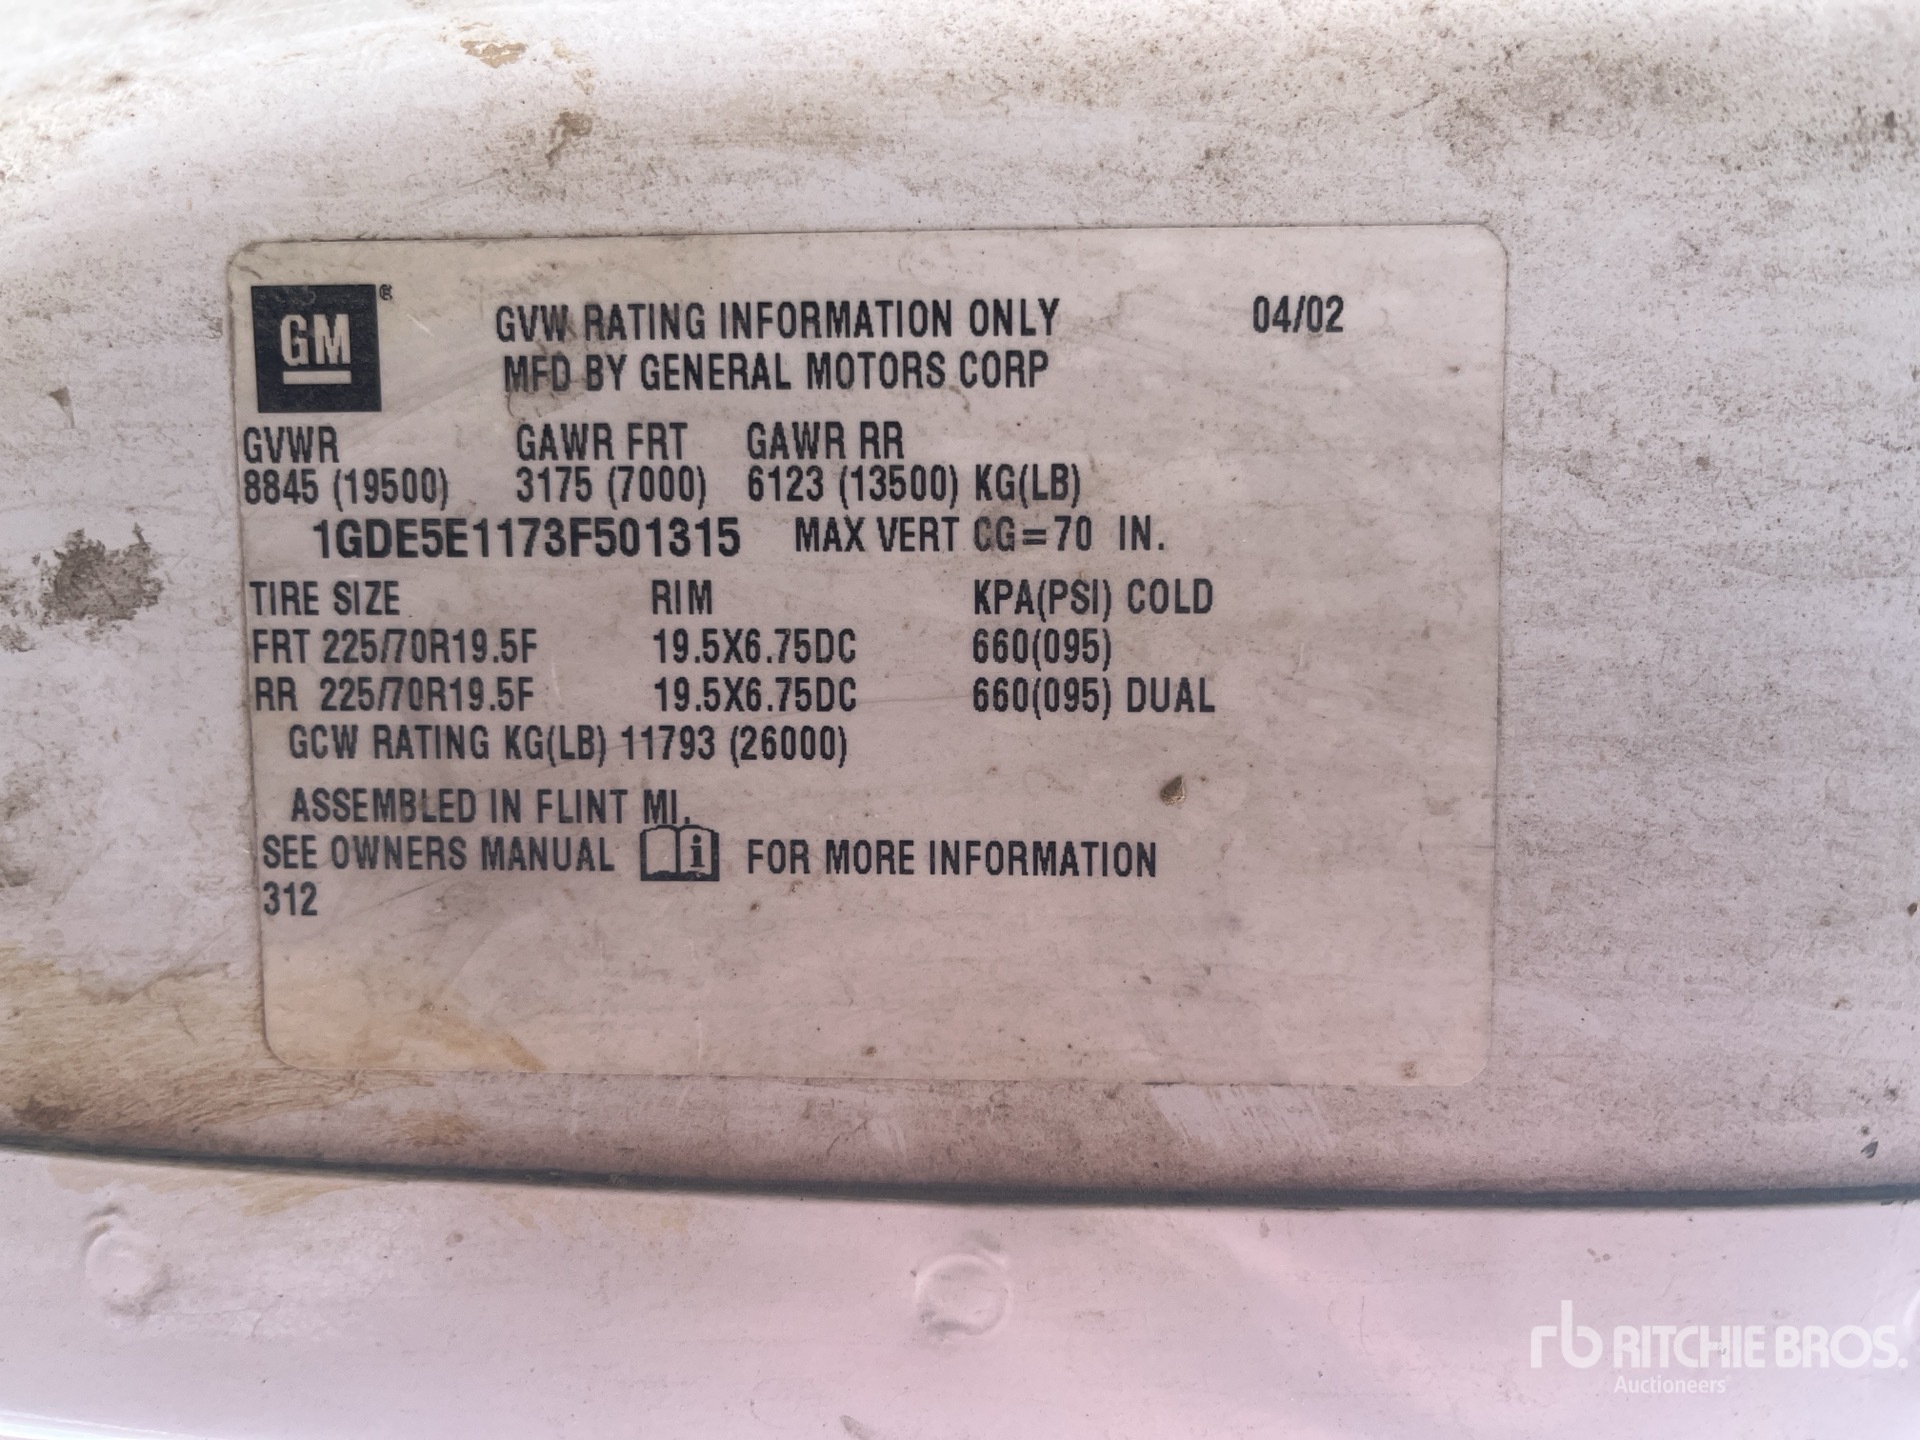 GM ®
GVW RATING INFORMATION ONLY 04/02
MFD BY GENERAL MOTORS CORP
GVWR GAWR FRT GAWR RR
8845 (19500) 3175 (7000) 6123 (13500) KG(LB)
1GDE5E1173F501315 MAX VERT CG=70 IN.
TIRE SIZE RIM KPA(PSI) COLD
FRT 225/70R19.5F 19.5X6.75DC 660(095)
RR 225/70R19.5F 19.5X6.75DC 660(095) DUAL
GCW RATING KG(LB) 11793 (26000)
ASSEMBLED IN FLINT MI.
SEE OWNERS MANUAL i FOR MORE INFORMATION
312
rb RITCHIE BROS.
Auctioneers